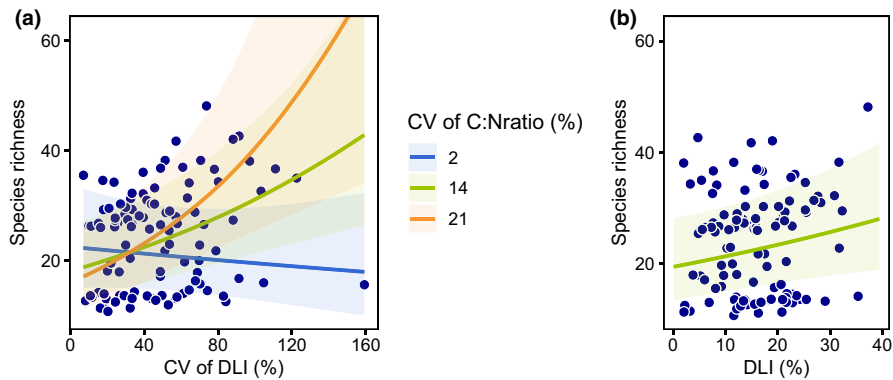 (a)
Species richness
60
40
20
0 40 80 120 160
CV of DLI (%)
CV of C:Nratio (%)
2
14
21
(b)
Species richness
60
40
20
0 10 20 30 40
DLI (%)